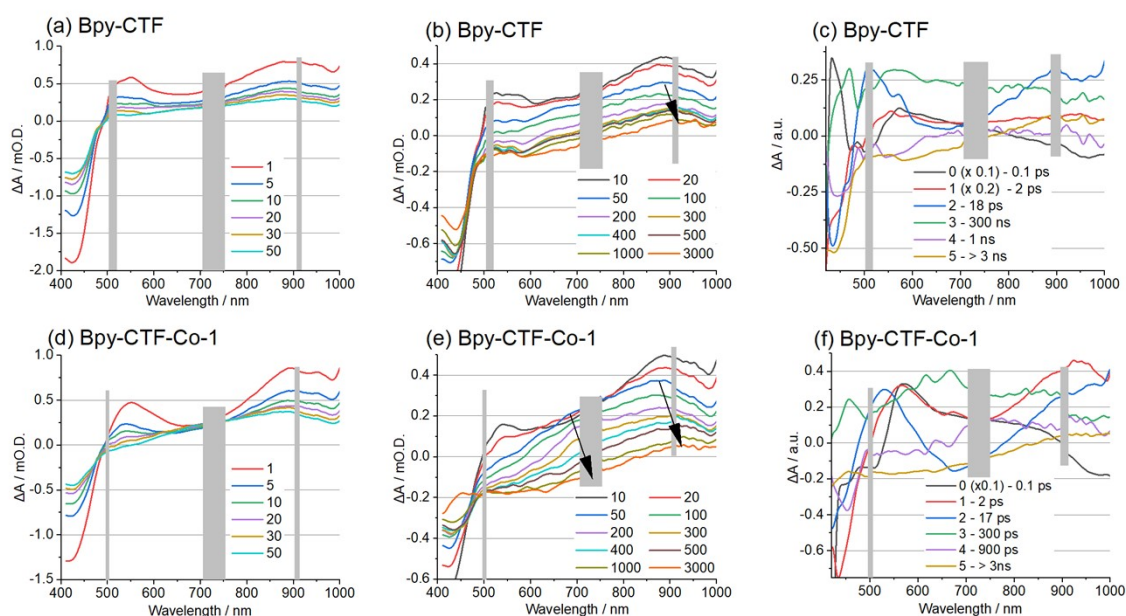 (a) Bpy-CTF
ΔA / mO.D.
1.0
0.5
0.0
-0.5
-1.0
-1.5
2.0
1
5
10
20
30
50
400 500 600 700 800 900 1000
Wavelength / nm
(b) Bpy-CTF
ΔA / mO.D.
0.4
0.2
0.0
-0.2
-0.4
-0.6
10 20
50 100
200 300
400 500
1000 3000
400 500 600 700 800 900 1000
Wavelength / nm
(c) Bpy-CTF
ΔA / a.u.
0.25
0.00
-0.25
-0.50
0 (x 0.1) - 0.1 ps
1 (x 0.2) - 2 ps
2 - 18 ps
3 - 300 ns
4 - 1 ns
5 - > 3 ns
500 600 700 800 900 1000
Wavelength / nm
(d) Bpy-CTF-Co-1
ΔA / mO.D.
1.0
0.5
0.0
-0.5
-1.0
-1.5
1
5
10
20
30
50
400 500 600 700 800 900 1000
Wavelength / nm
(e) Bpy-CTF-Co-1
ΔA / mO.D.
0.4
0.2
0.0
-0.2
-0.4
-0.6
10 20
50 100
200 300
400 500
1000 3000
400 500 600 700 800 900 1000
Wavelength / nm
(f) Bpy-CTF-Co-1
ΔA / a.u.
0.4
0.2
0.0
-0.2
-0.4
-0.6
0 (x0.1) - 0.1 ps
1 - 2 ps
2 - 17 ps
3 - 300 ps
4 - 900 ps
5 - > 3ns
500 600 700 800 900 1000
Wavelength / nm